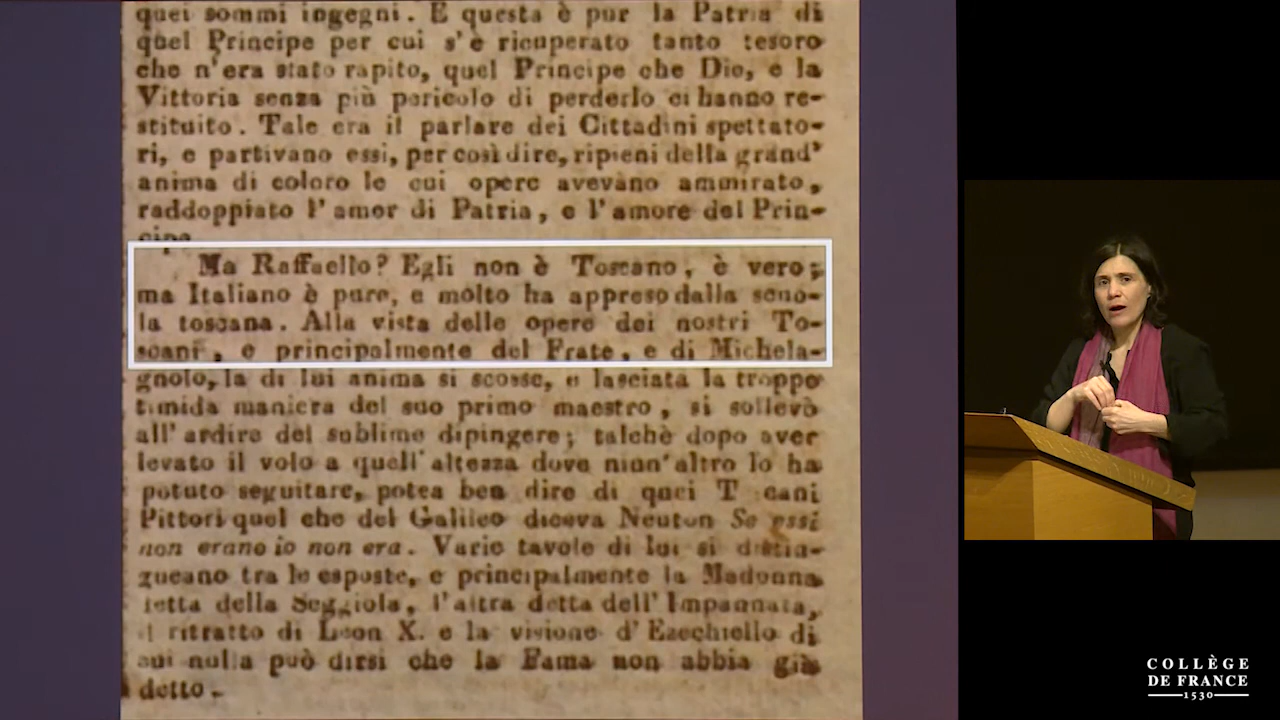 quei sommi ingegni. E questa è pur la Patria di
quel Principe per cui s'è ricuperato tanto tesoro
che n'era stato rapito, quel Principe che Dio, e la
Vittoria senza più pericolo di perderlo ci hanno re-
stituito. Tale era il parlare dei Cittadini spettato-
ri, e partivano essi, per così dire, ripieni della grand'
anima di coloro le cui opere avevano ammirato,
raddoppiato l'amor di Patria, e l'amore del Prin-
cipe
Ma Raffaello? Egli non è Toscano, è vero;
ma Italiano è pure, e molto ha appreso dalla scuo-
la toscana. Alla vista delle opere dei nostri To-
scani, e principalmente del Frate, e di Michela-
gnolo, la di lui anima si scosse, e lasciata la troppo
timida maniera del suo primo maestro, si sollevò
all'ardire del sublime dipingere; talchè dopo aver
levato il volo a quell'altezza dove niun'altro lo ha
potuto seguitare, potea ben dire di quei T cani
Pittori quel che del Galileo diceva Neuton Se essi
non erano io non era. Varie tavole di lui si distin-
gueano tra le esposte, e principalmente la Madonna
detta della Seggiola, l'altra detta dell'Impannata,
il ritratto di Leon X. e la visione d'Ezechiello di
cui nulla può dirsi che la Fama non abbia già
detto.
COLLÈGE
DE FRANCE
1530